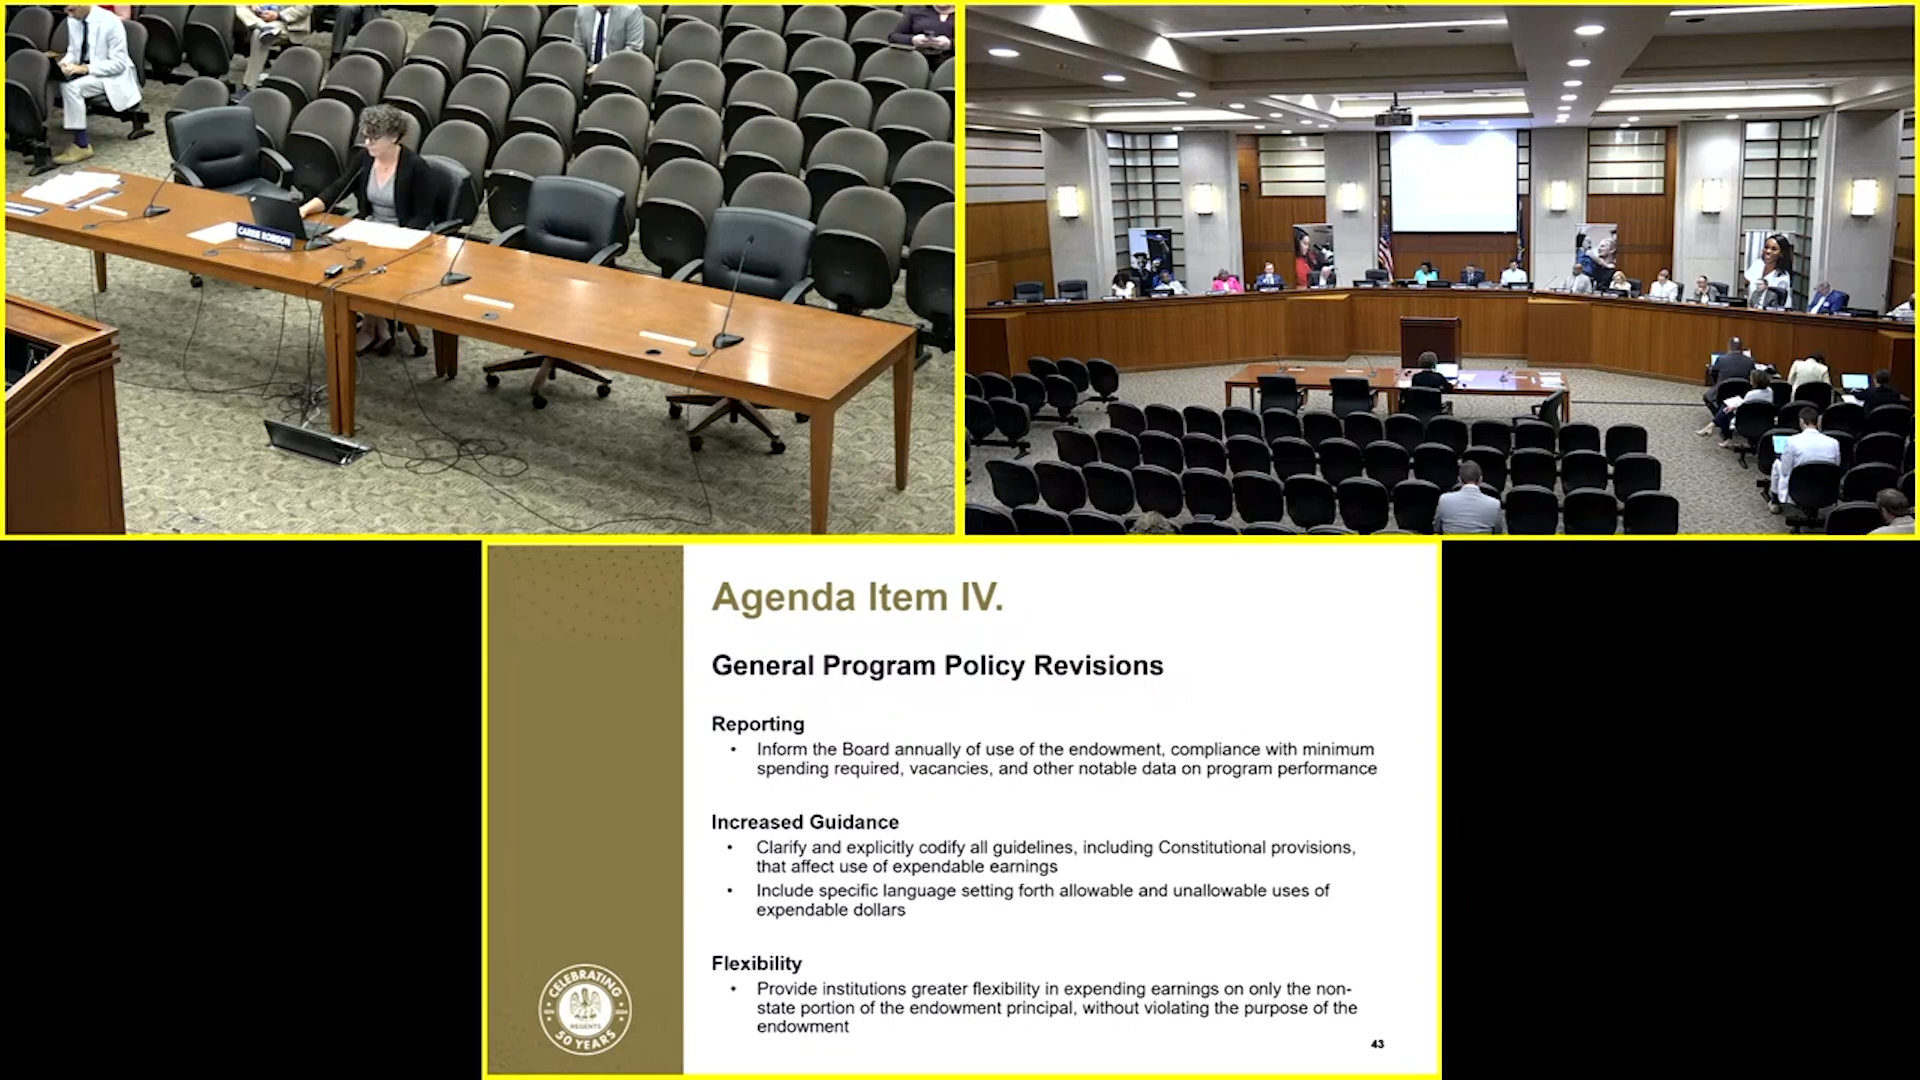 CARRIE ROBISON
Agenda Item IV.
General Program Policy Revisions
Reporting
• Inform the Board annually of use of the endowment, compliance with minimum
spending required, vacancies, and other notable data on program performance
Increased Guidance
• Clarify and explicitly codify all guidelines, including Constitutional provisions,
that affect use of expendable earnings
• Include specific language setting forth allowable and unallowable uses of
expendable dollars
Flexibility
• Provide institutions greater flexibility in expending earnings on only the non-
state portion of the endowment principal, without violating the purpose of the
endowment
CELEBRATING
REGENTS
50 YEARS
43